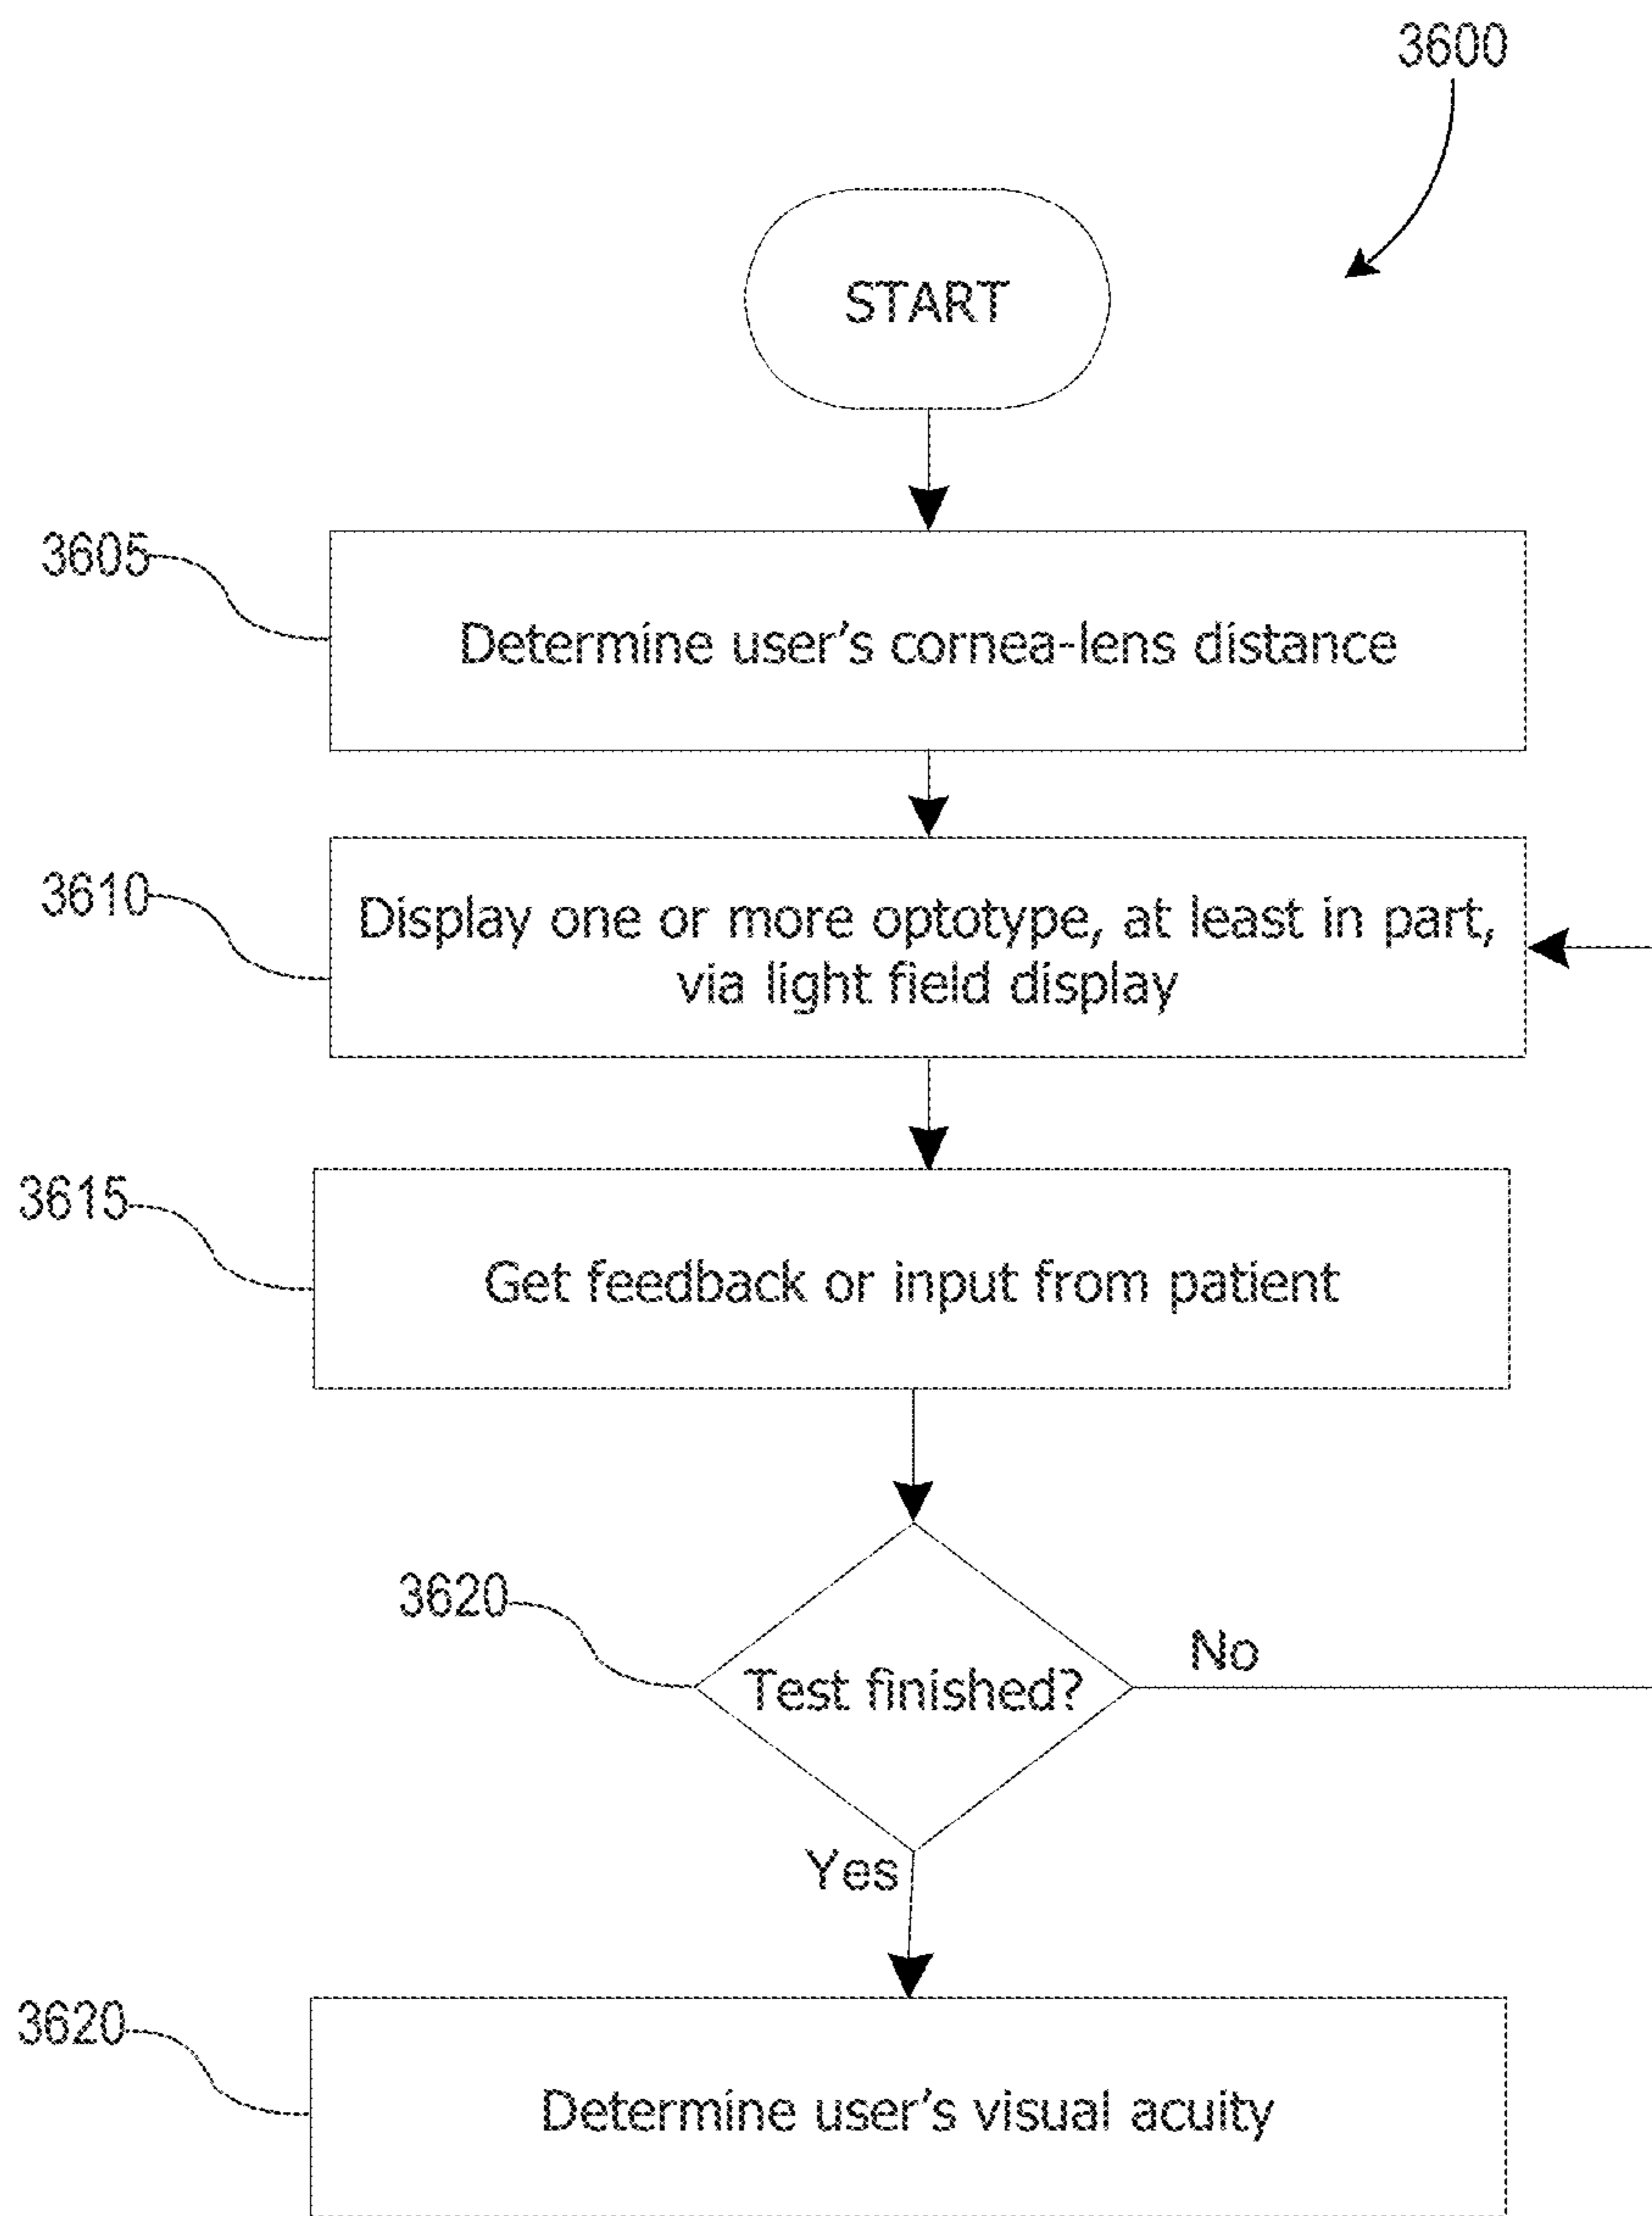 3600
START
3605
Determine user's cornea-lens distance
3610
Display one or more optotype, at least in part,
via light field display
3615
Get feedback or input from patient
3620
Test finished?
No
Yes
3620
Determine user's visual acuity